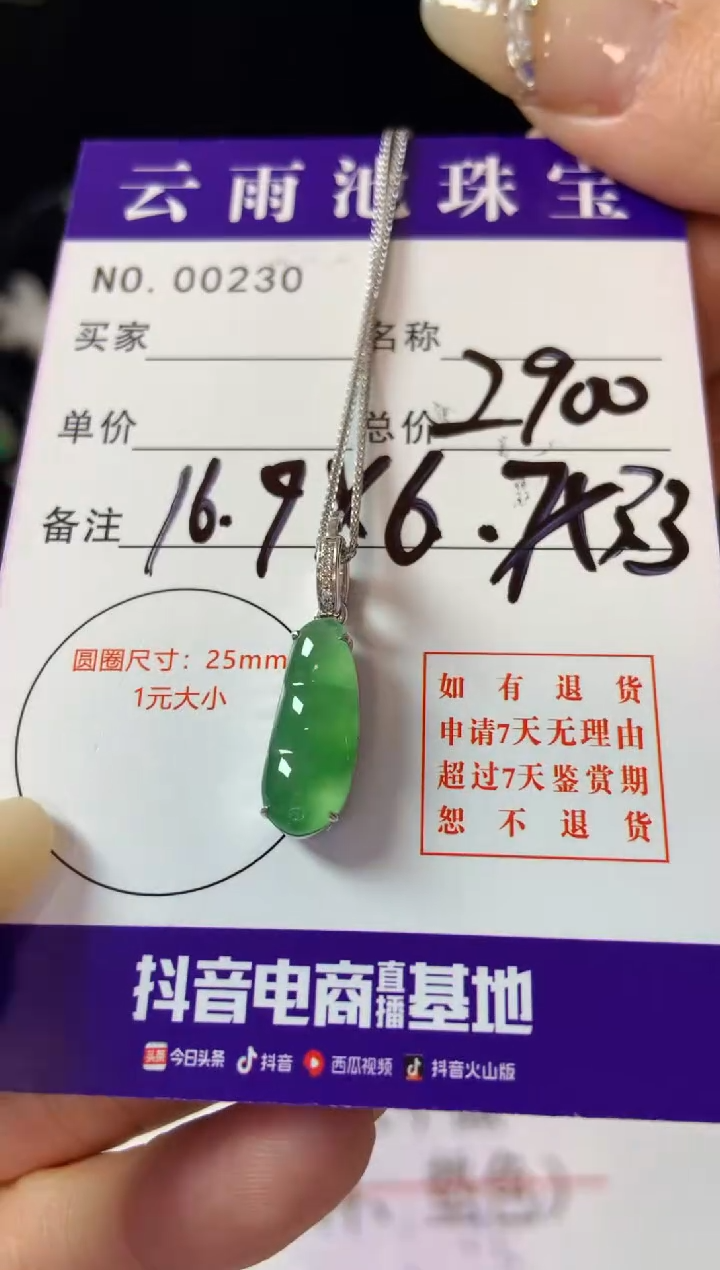 云雨池珠宝
NO. 00230
买家 名称
单价 总价 2900
备注 16.9×6.7×3.3
圆圈尺寸：25mm
1元大小
如有退货
申请7天无理由
超过7天鉴赏期
恕不退货
抖音电商直播基地
头条 今日头条 抖音 西瓜视频 抖音火山版